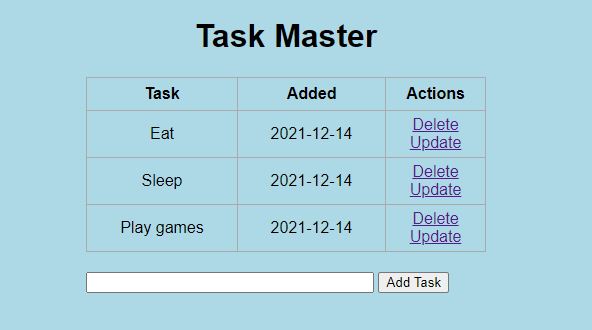 Task Master
Task Added Actions
Eat 2021-12-14 Delete
Update
Sleep 2021-12-14 Delete
Update
Play games 2021-12-14 Delete
Update
Add Task